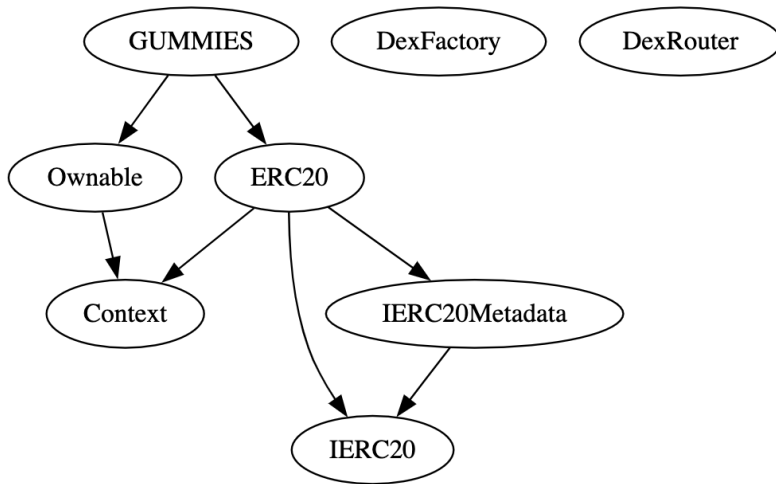 GUMMIES DexFactory DexRouter
Ownable ERC20
Context IERC20Metadata
IERC20